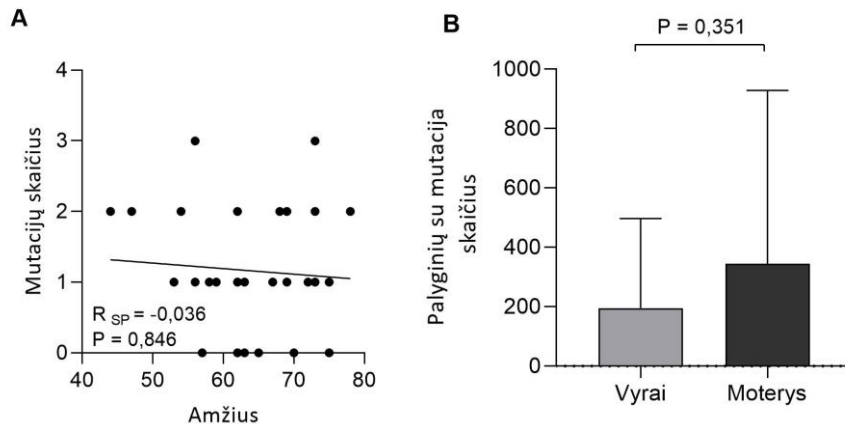 A
Mutacijų skaičius
4
3
2
1
0
R SP = -0,036
P = 0,846
40
50
60
70
80
Amžius
B
P = 0,351
Palyginių su mutacija
skaičius
1000
800
600
400
200
0
Vyrai
Moterys